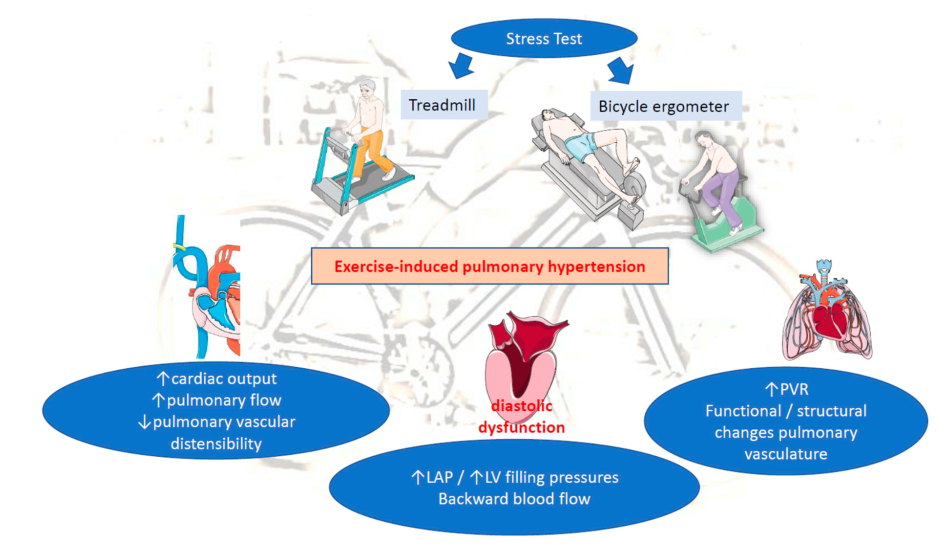 Stress Test
Treadmill
Bicycle ergometer
Exercise-induced pulmonary hypertension
↑cardiac output
↑pulmonary flow
↓pulmonary vascular
distensibility
diastolic
dysfunction
↑LAP / ↑LV filling pressures
Backward blood flow
↑PVR
Functional / structural
changes pulmonary
vasculature